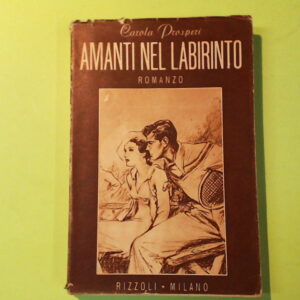 Carola Prosperi
AMANTI NEL LABIRINTO
ROMANZO
RIZZOLI • MILANO